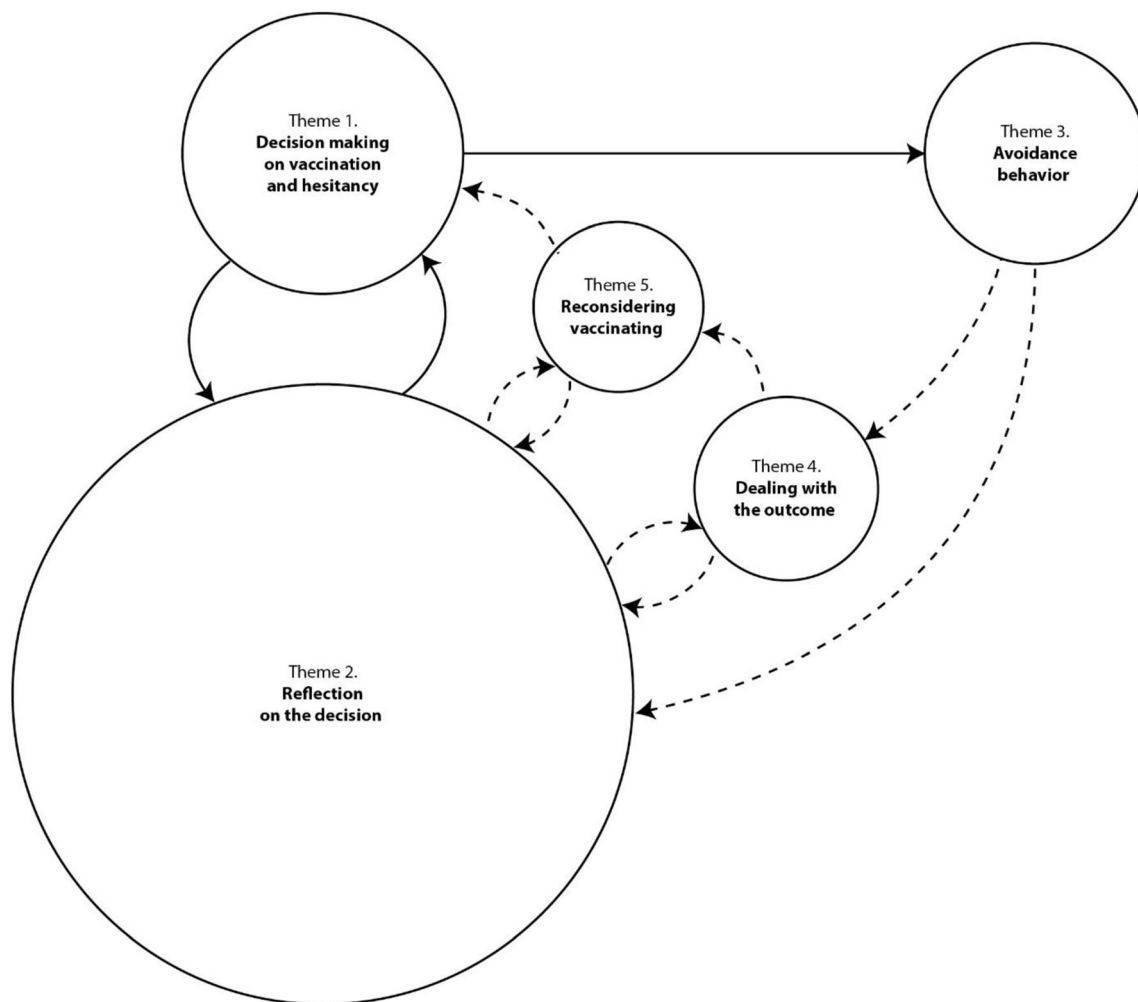 Theme 1.
Decision making
on vaccination
and hesitancy
Theme 3.
Avoidance
behavior
Theme 5.
Reconsidering
vaccinating
Theme 4.
Dealing with
the outcome
Theme 2.
Reflection
on the decision